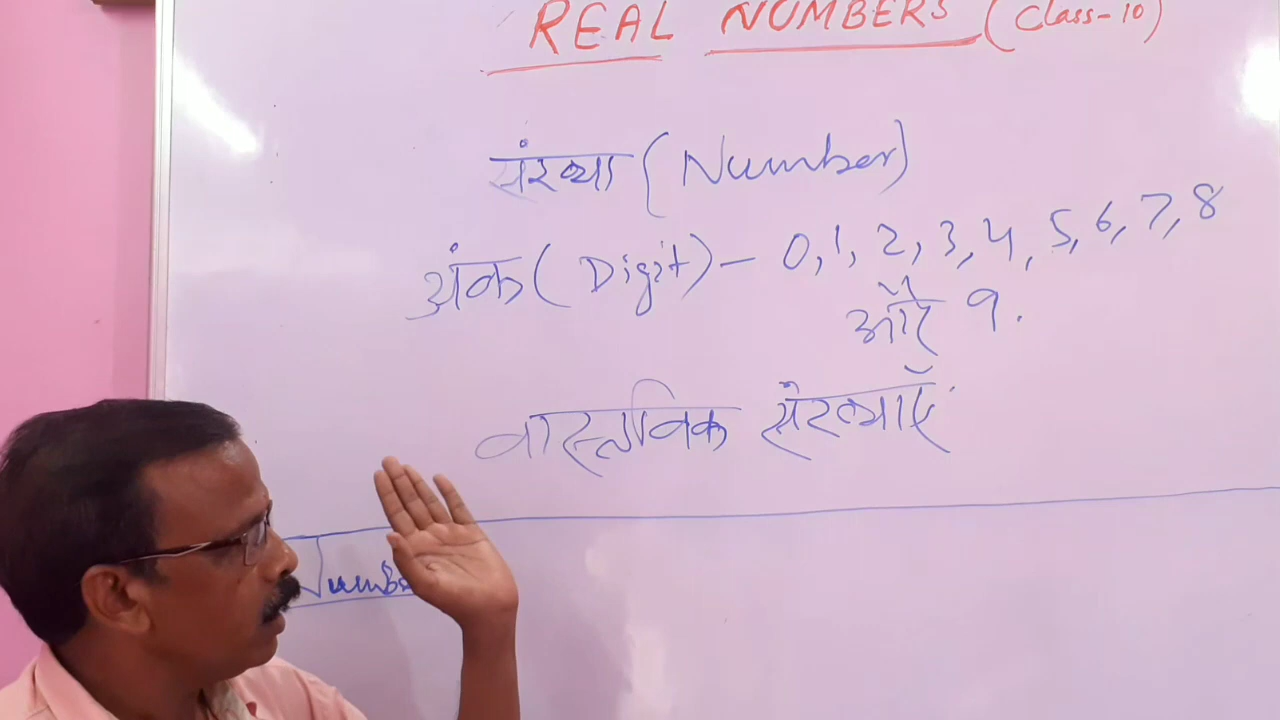 REAL NUMBERS (Class-10)
संख्या (Number)
अंक (Digit) - 0, 1, 2, 3, 4, 5, 6, 7, 8
और 9.
वास्तविक संख्याएँ